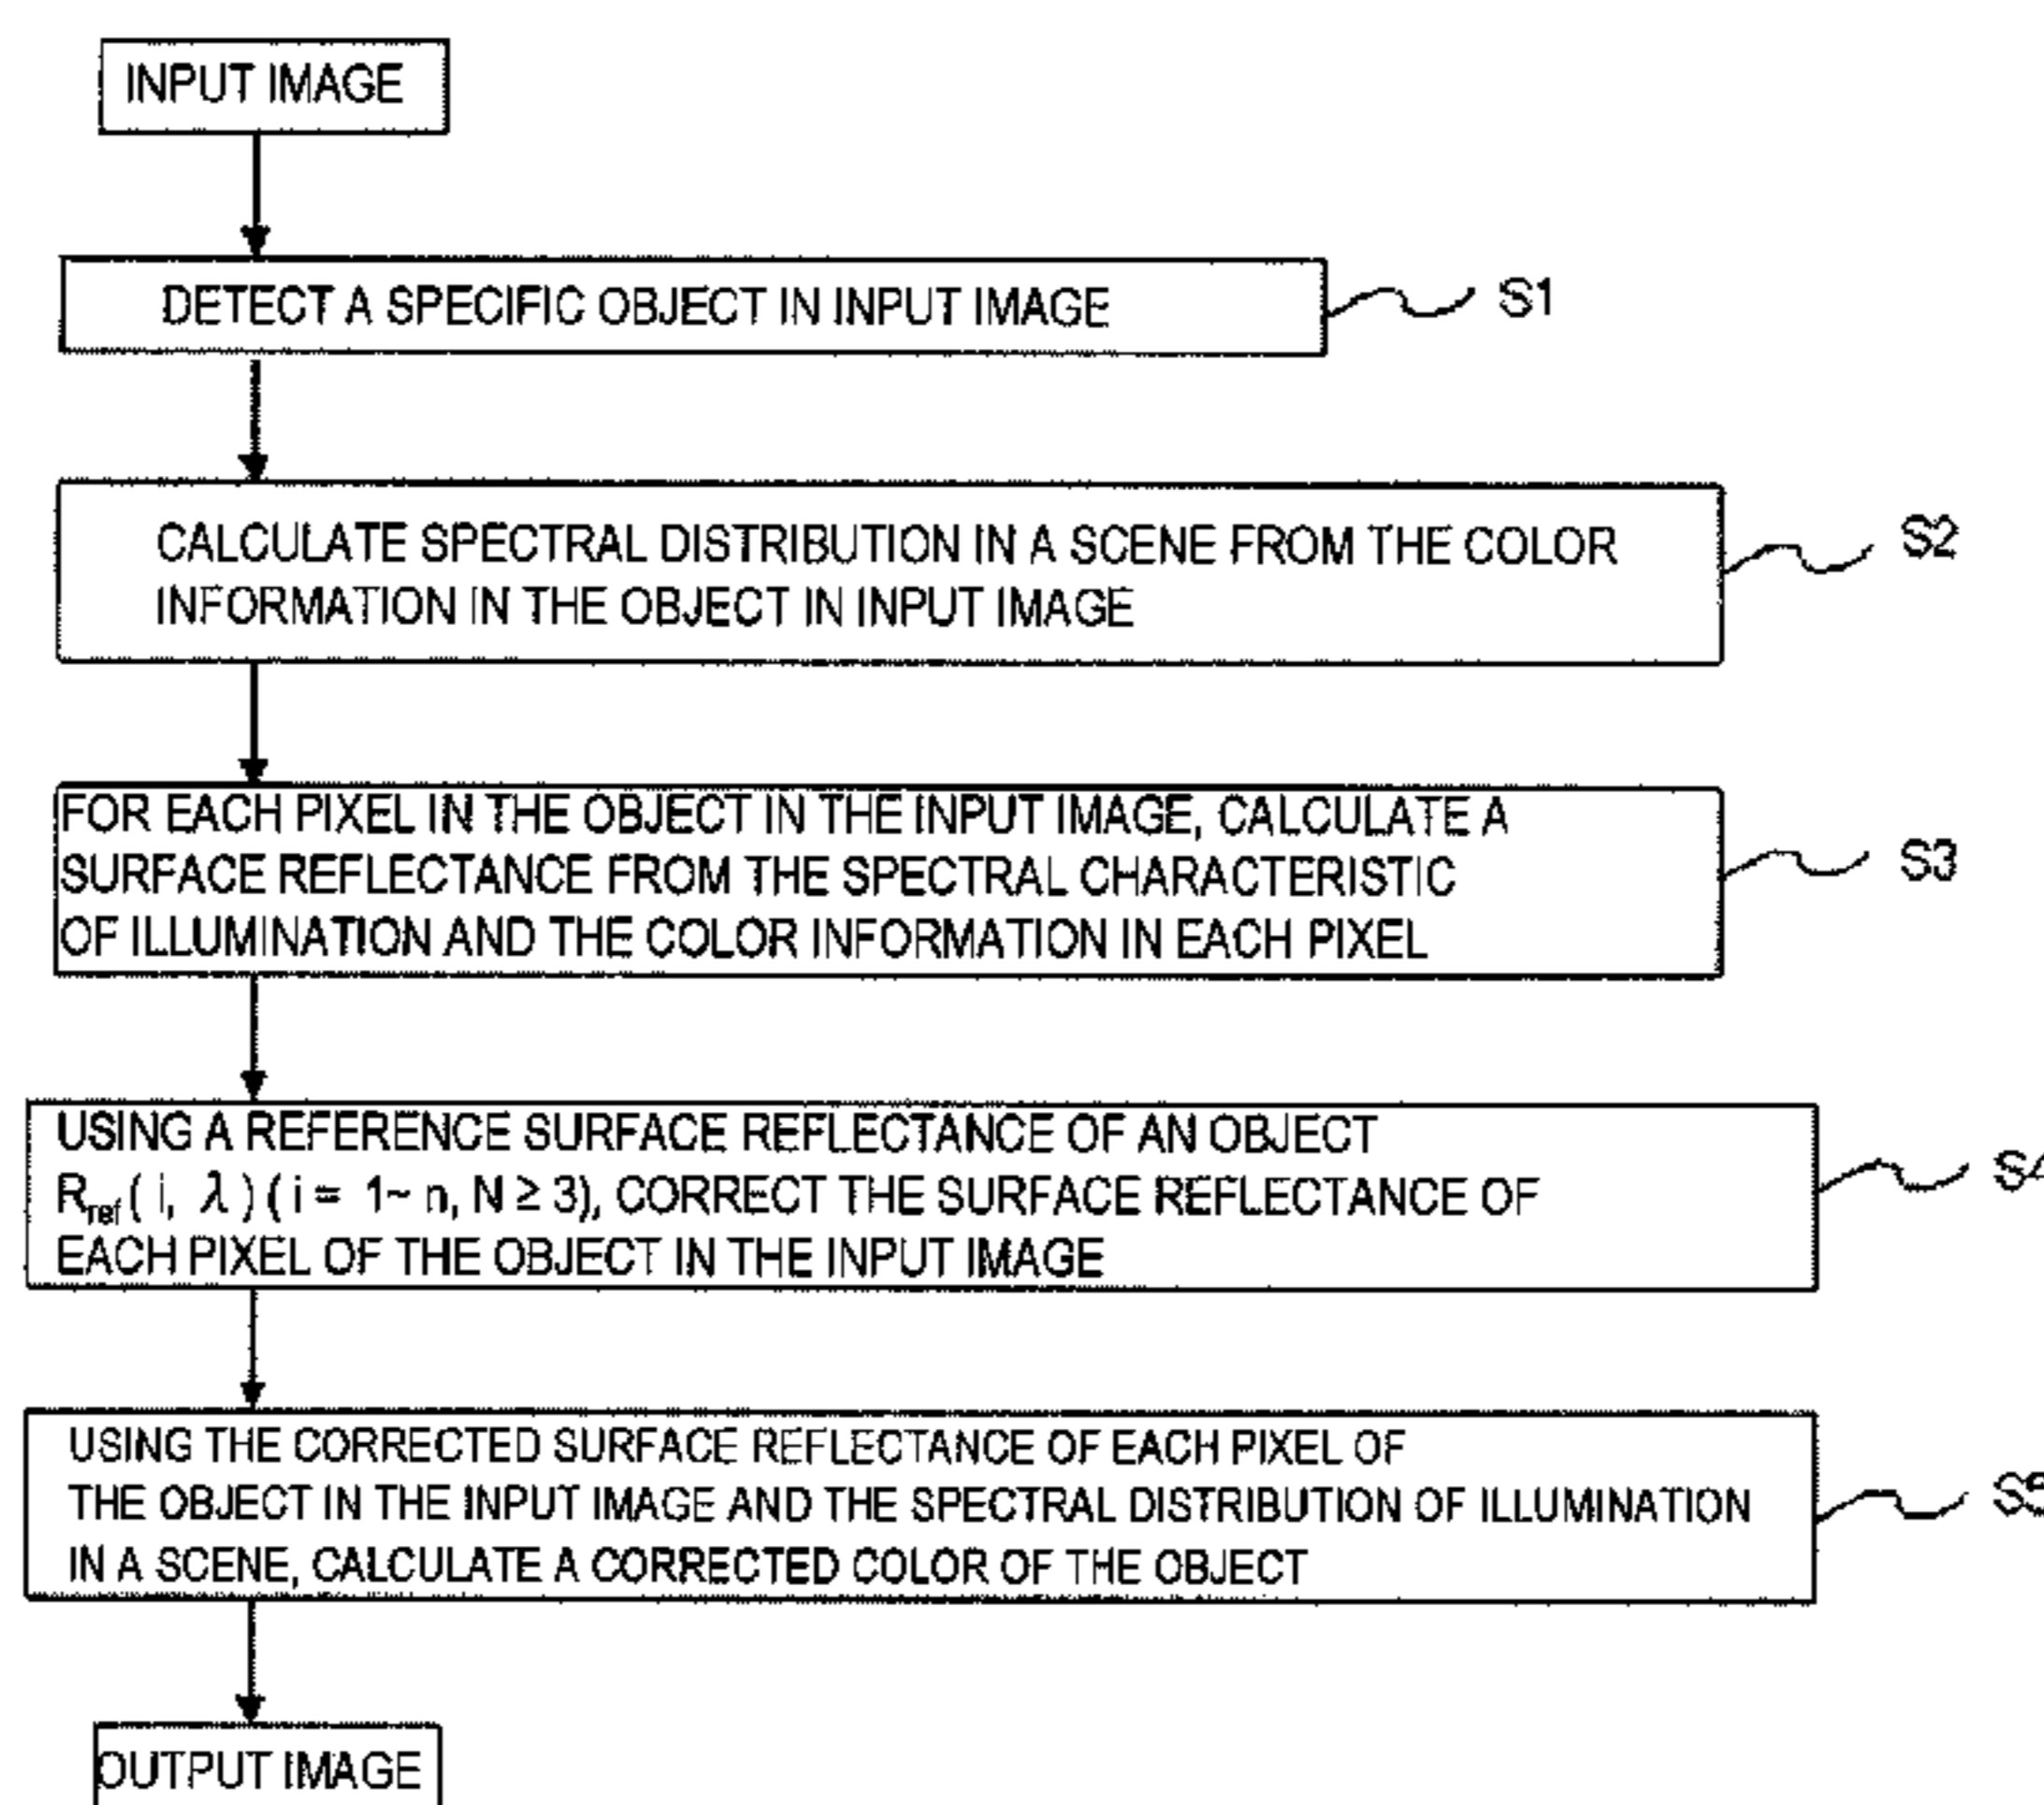 INPUT IMAGE
DETECT A SPECIFIC OBJECT IN INPUT IMAGE
S1
CALCULATE SPECTRAL DISTRIBUTION IN A SCENE FROM THE COLOR
INFORMATION IN THE OBJECT IN INPUT IMAGE
S2
FOR EACH PIXEL IN THE OBJECT IN THE INPUT IMAGE, CALCULATE A
SURFACE REFLECTANCE FROM THE SPECTRAL CHARACTERISTIC
OF ILLUMINATION AND THE COLOR INFORMATION IN EACH PIXEL
S3
USING A REFERENCE SURFACE REFLECTANCE OF AN OBJECT
Rref( i, λ ) ( i = 1~ n, N ≥ 3), CORRECT THE SURFACE REFLECTANCE OF
EACH PIXEL OF THE OBJECT IN THE INPUT IMAGE
S4
USING THE CORRECTED SURFACE REFLECTANCE OF EACH PIXEL OF
THE OBJECT IN THE INPUT IMAGE AND THE SPECTRAL DISTRIBUTION OF ILLUMINATION
IN A SCENE, CALCULATE A CORRECTED COLOR OF THE OBJECT
S5
OUTPUT IMAGE